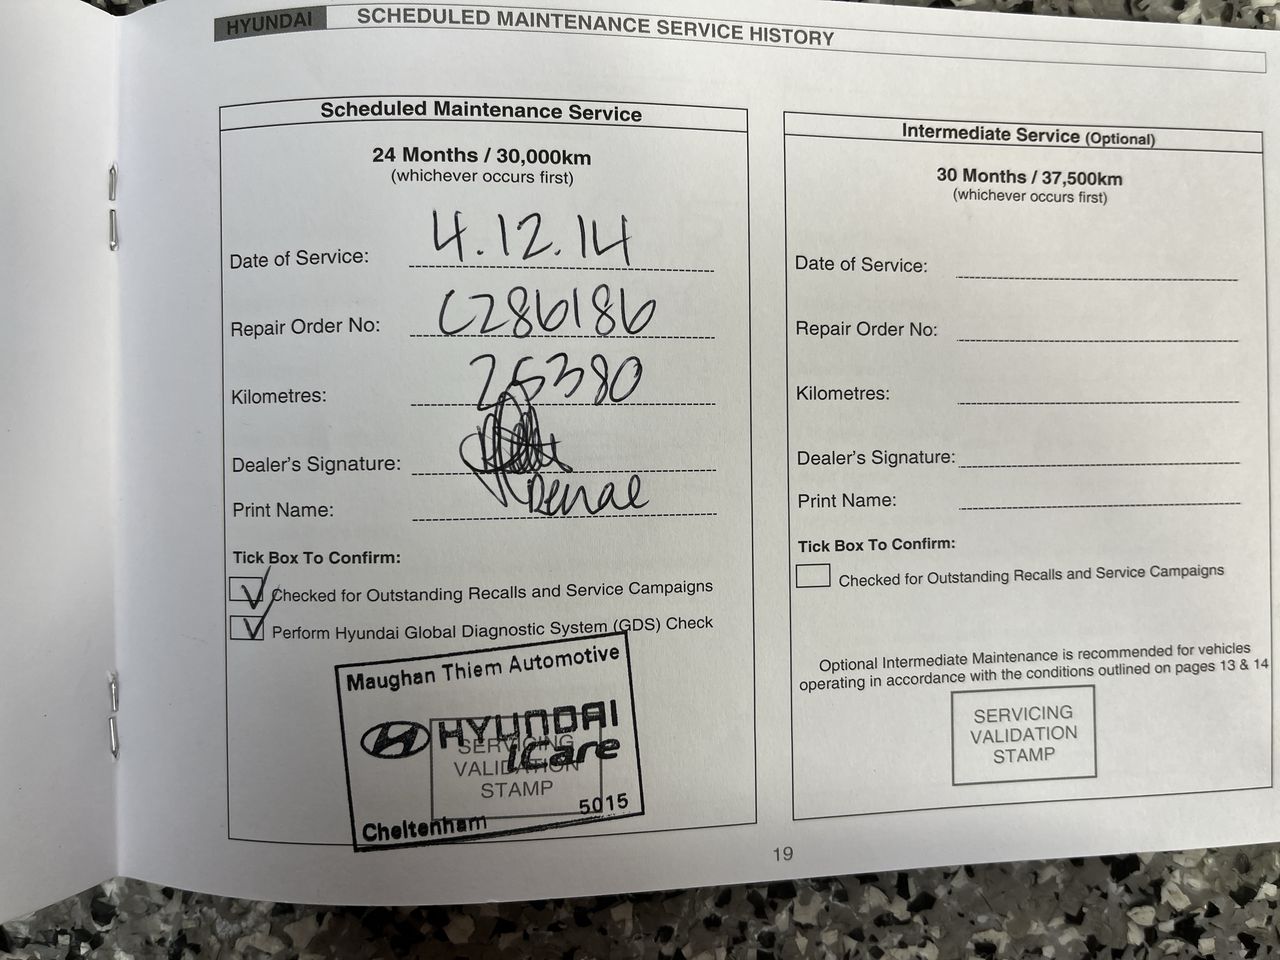 HYUNDAI SCHEDULED MAINTENANCE SERVICE HISTORY
Scheduled Maintenance Service
24 Months / 30,000km
(whichever occurs first)
Date of Service: 4.12.14
Repair Order No: C286186
Kilometres: 25380
Dealer's Signature:
Print Name: Renae
Tick Box To Confirm:
Checked for Outstanding Recalls and Service Campaigns
Perform Hyundai Global Diagnostic System (GDS) Check
Maughan Thiem Automotive
HYUNDAI
iCare
SERVICING
VALIDATION
STAMP
5015
Cheltenham
Intermediate Service (Optional)
30 Months / 37,500km
(whichever occurs first)
Date of Service:
Repair Order No:
Kilometres:
Dealer's Signature:
Print Name:
Tick Box To Confirm:
Checked for Outstanding Recalls and Service Campaigns
Optional Intermediate Maintenance is recommended for vehicles
operating in accordance with the conditions outlined on pages 13 & 14
SERVICING
VALIDATION
STAMP
19